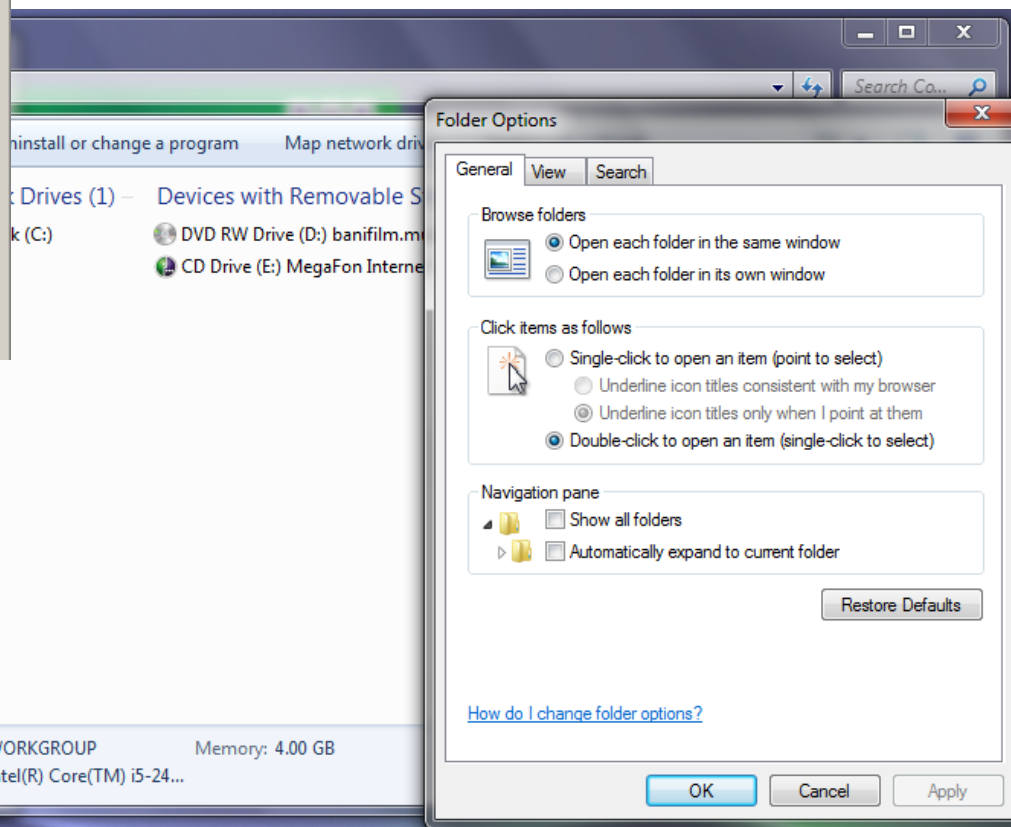 Search Co...
ninstall or change a program Map network driv
Drives (1) Devices with Removable S
k (C:) DVD RW Drive (D:) banifilm.m
CD Drive (E:) MegaFon Interne
WORKGROUP Memory: 4.00 GB
ntel(R) Core(TM) i5-24...
Folder Options
General View Search
Browse folders
Open each folder in the same window
Open each folder in its own window
Click items as follows
Single-click to open an item (point to select)
Underline icon titles consistent with my browser
Underline icon titles only when I point at them
Double-click to open an item (single-click to select)
Navigation pane
Show all folders
Automatically expand to current folder
Restore Defaults
How do I change folder options?
OK Cancel Apply